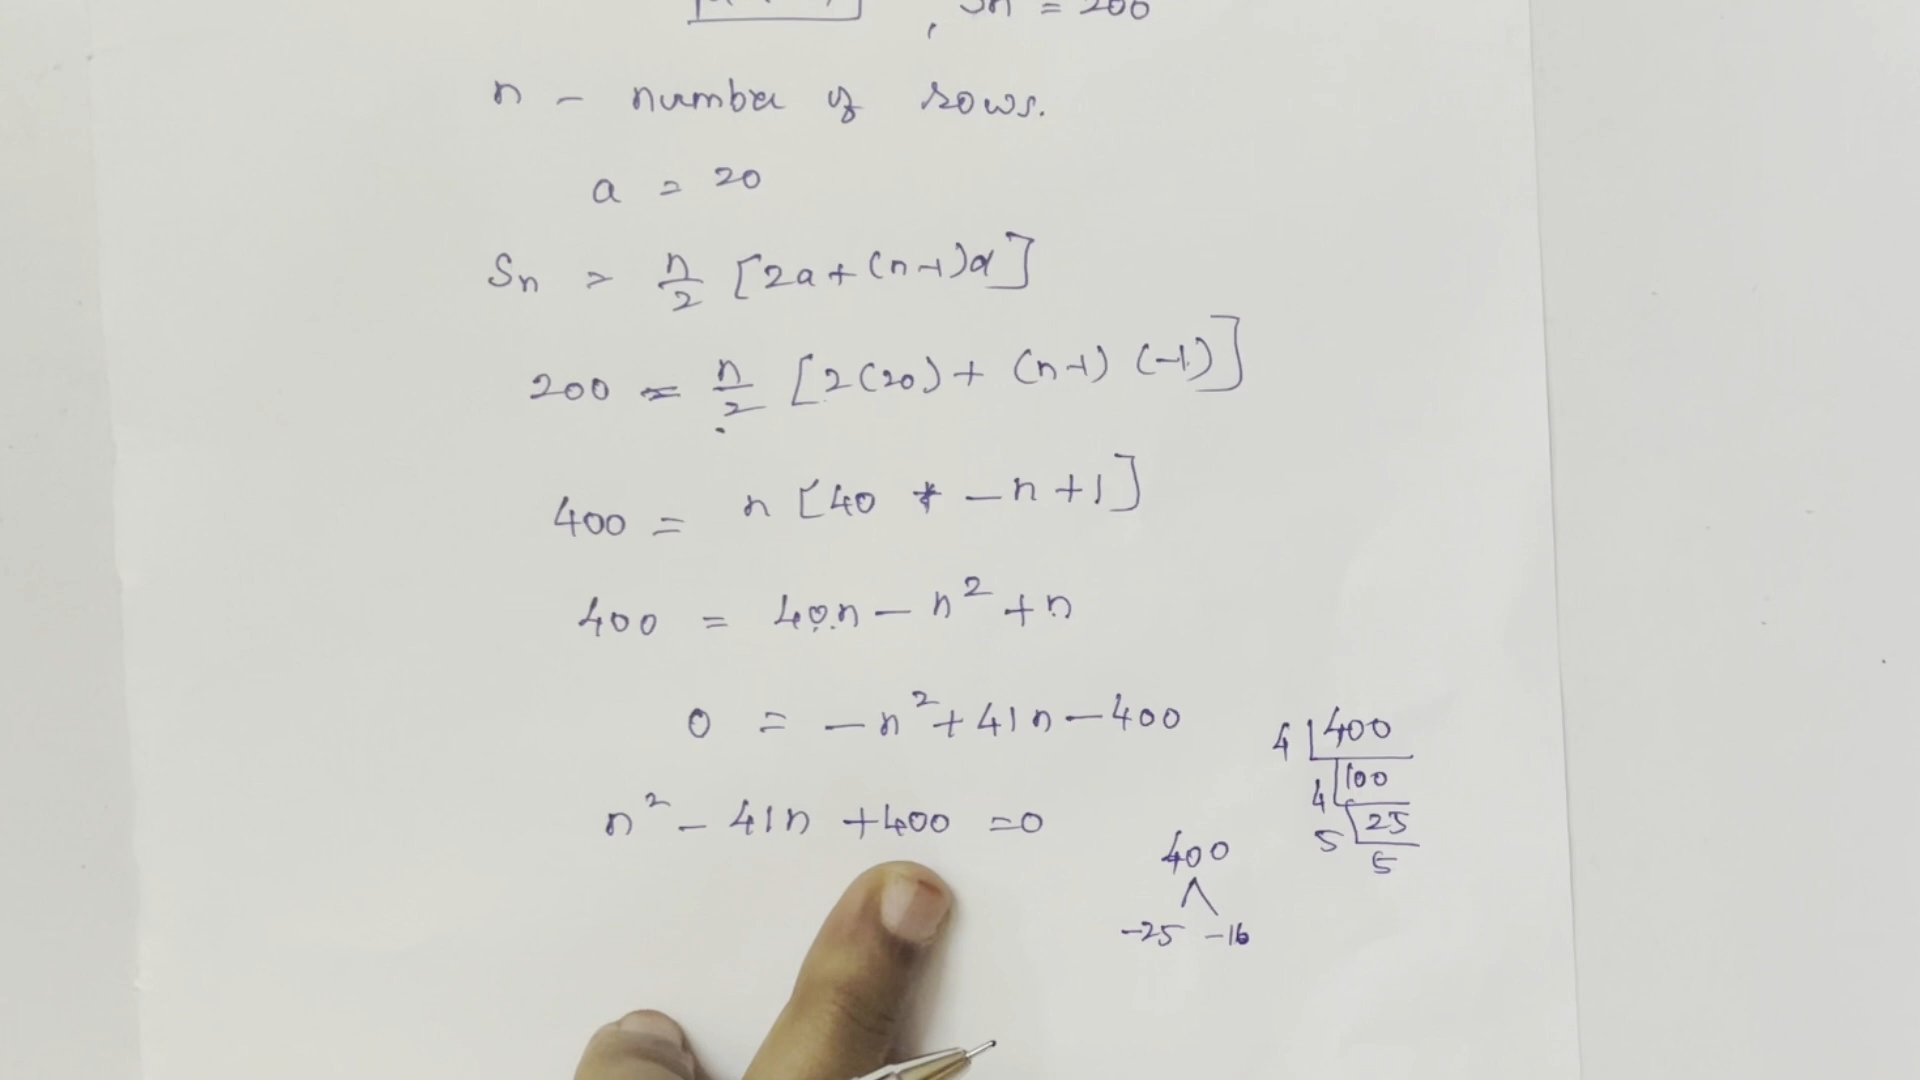 , Sn = 200
n - number of rows.
a = 20
Sn = n/2 [2a+(n-1)d]
200 = n/2 [2(20)+ (n-1) (-1)]
400 = n [40 + -n+1]
400 = 40n - n² + n
0 = -n² + 41n - 400
n² - 41n + 400 = 0
4 | 400
4 | 100
5 | 25
5
400
-25 -16